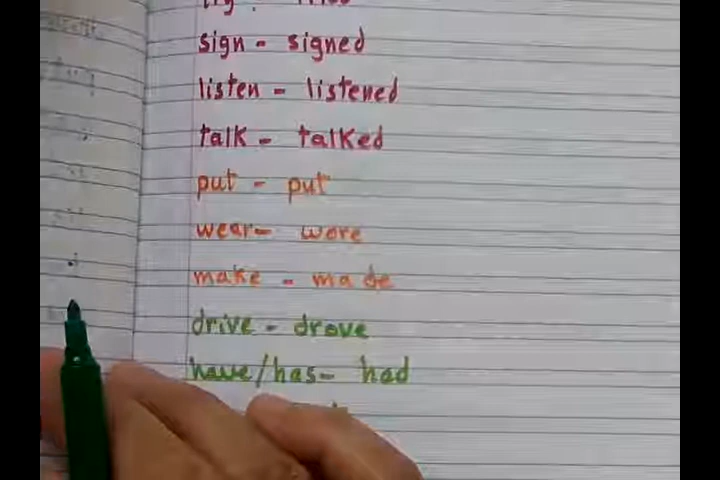 sign - signed
listen - listened
talk - talked
put - put
wear- wore
make - made
drive - drove
have/has- had